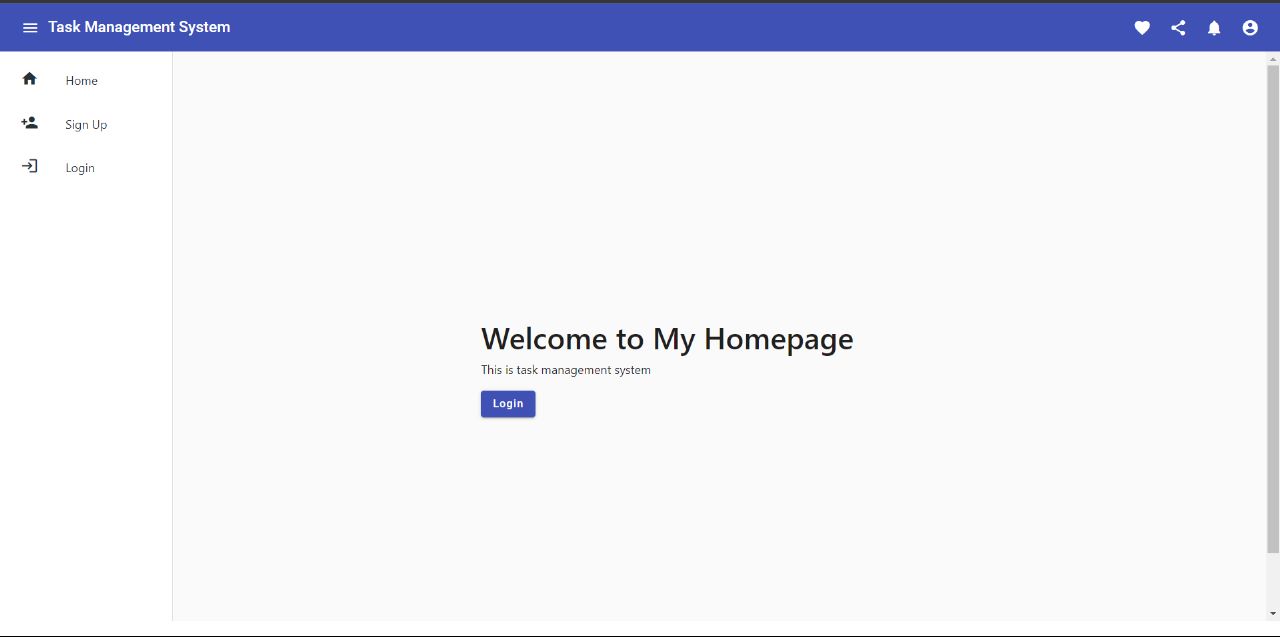 Task Management System
Home
Sign Up
Login
Welcome to My Homepage
This is task management system
Login